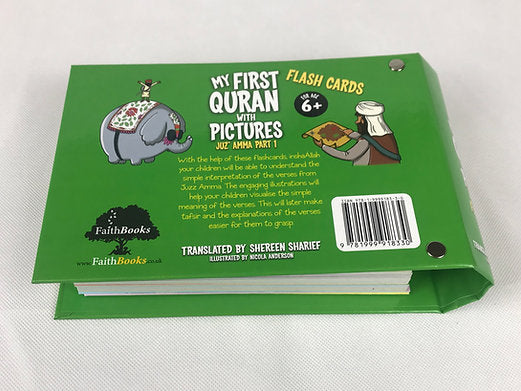 MY FIRST
QURAN
WITH
PICTURES
JUZ' AMMA PART 1
FLASH CARDS
FOR AGE
6+
With the help of these flashcards, inshaAllah
your children will be able to understand the
simple interpretation of the verses from
Juzz Amma. The engaging illustrations will
help your children visualise the simple
meaning of the verses. This will later make
tafsir and the explanations of the verses
easier for them to grasp.
TRANSLATED BY SHEREEN SHARIEF
ILLUSTRATED BY NICOLA ANDERSON
FaithBooks
www.FaithBooks.co.uk
9 781999 918330